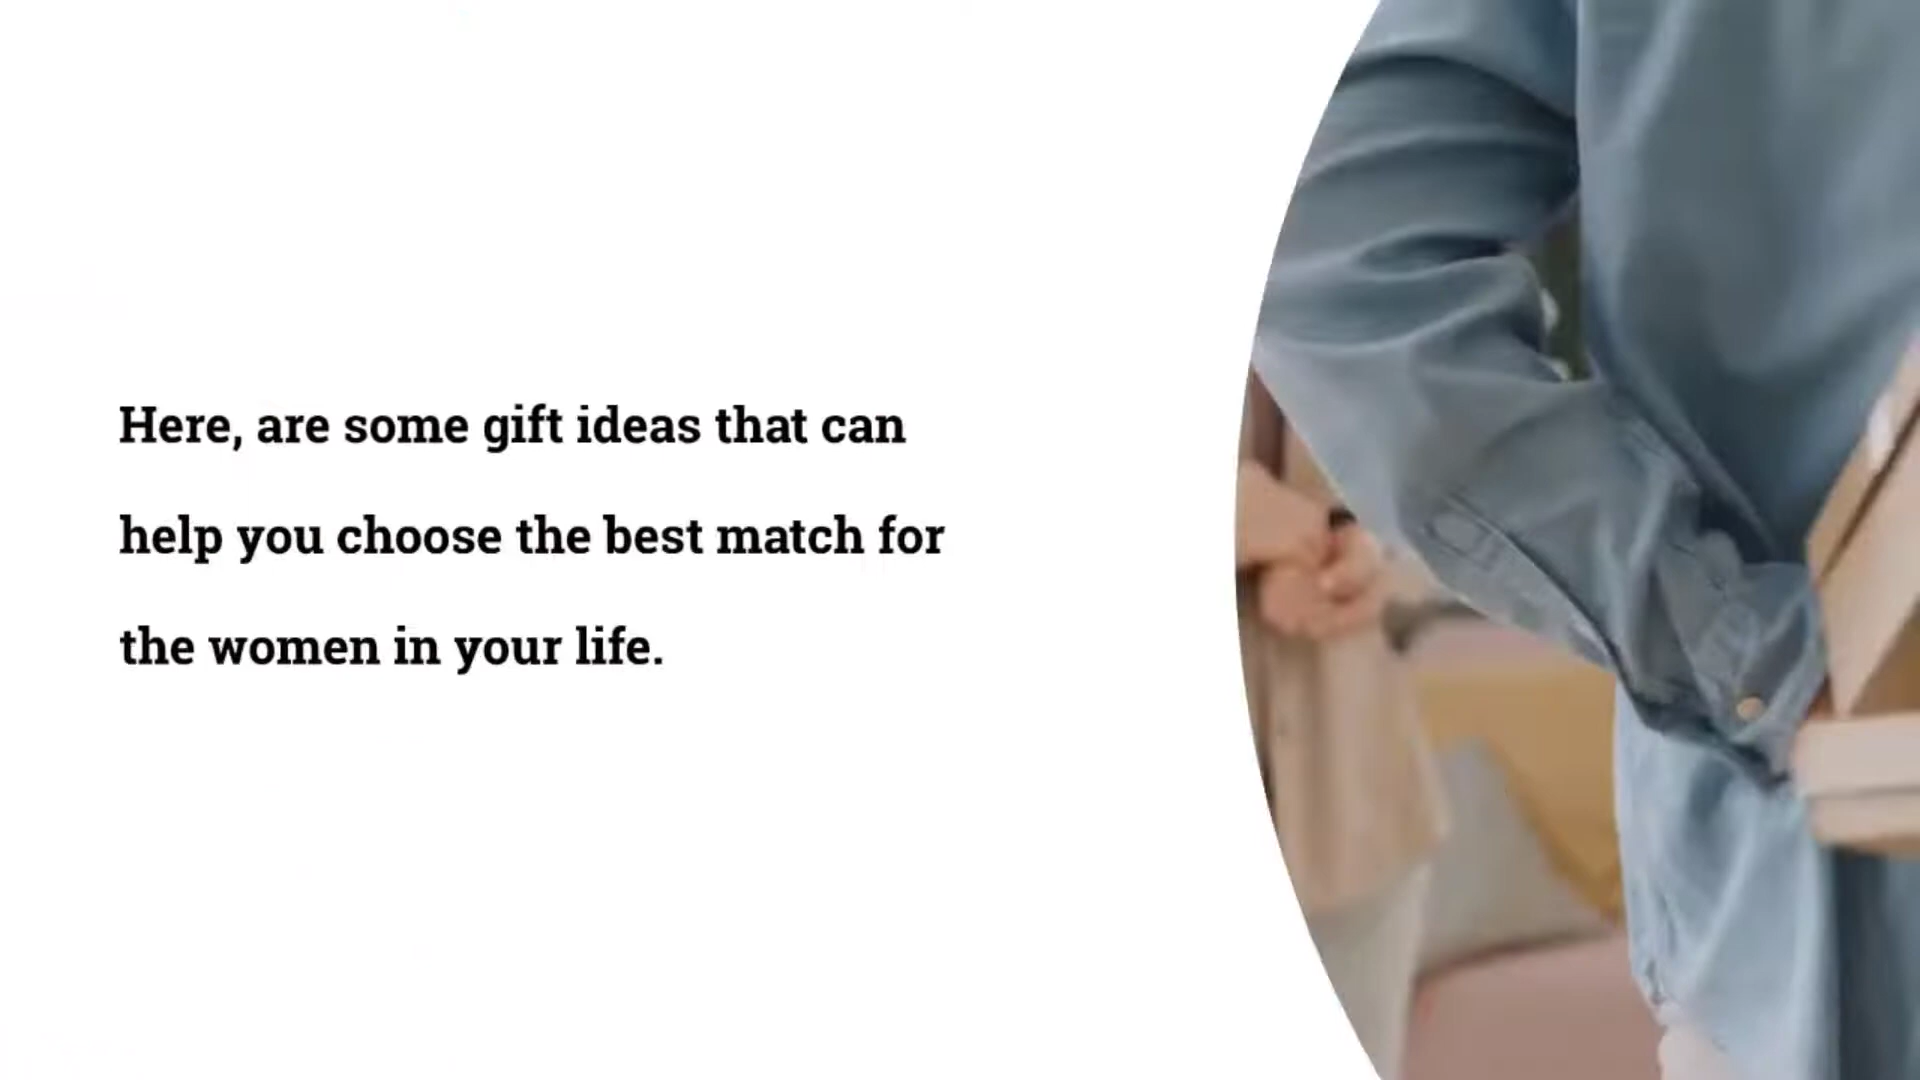 Here, are some gift ideas that can
help you choose the best match for
the women in your life.